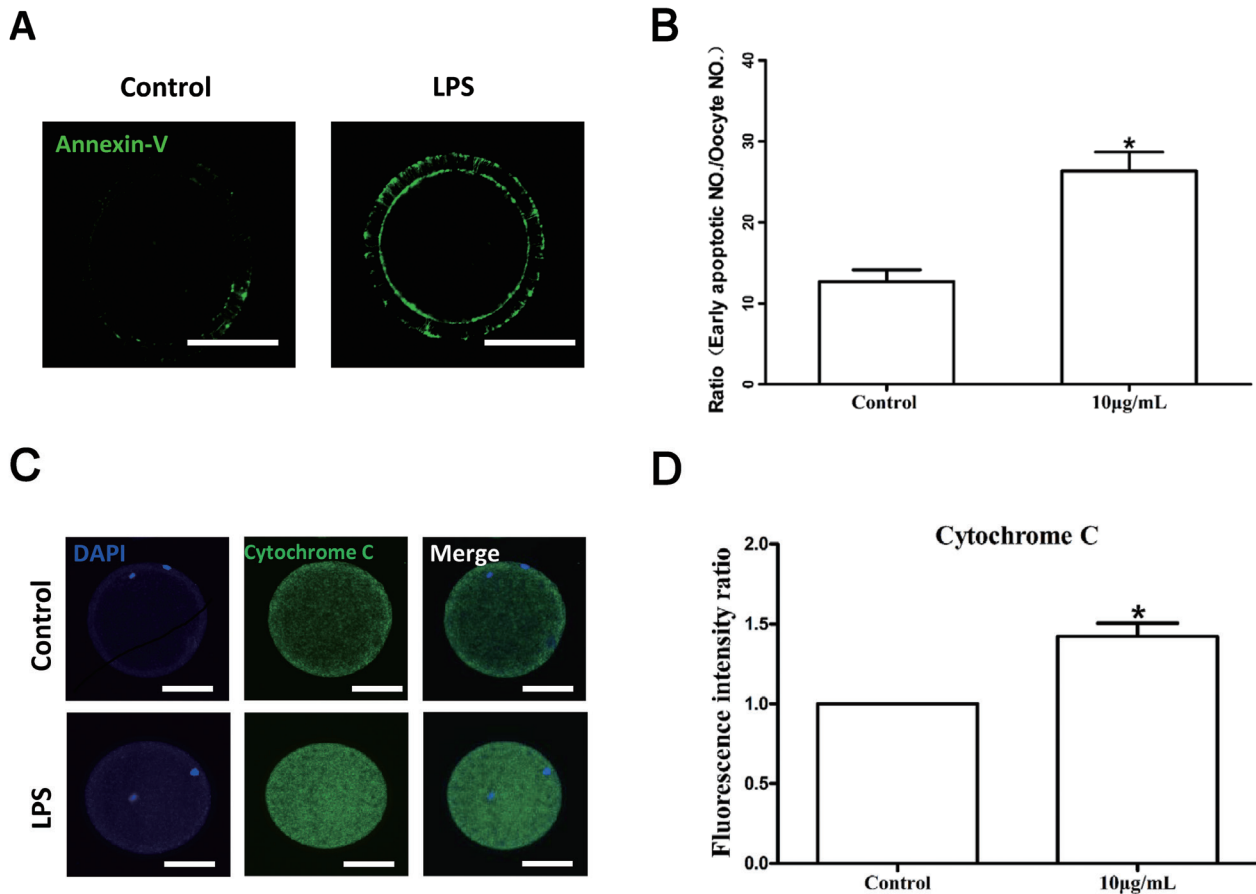 A
Control
LPS
Annexin-V
B
Ratio（Early apoptotic NO./Oocyte NO.）
40
30
20
10
0
*
Control
10µg/mL
C
DAPI
Cytochrome C
Merge
Control
LPS
D
Cytochrome C
Fluorescence intensity ratio
2.0
1.5
1.0
0.5
0.0
*
Control
10µg/mL